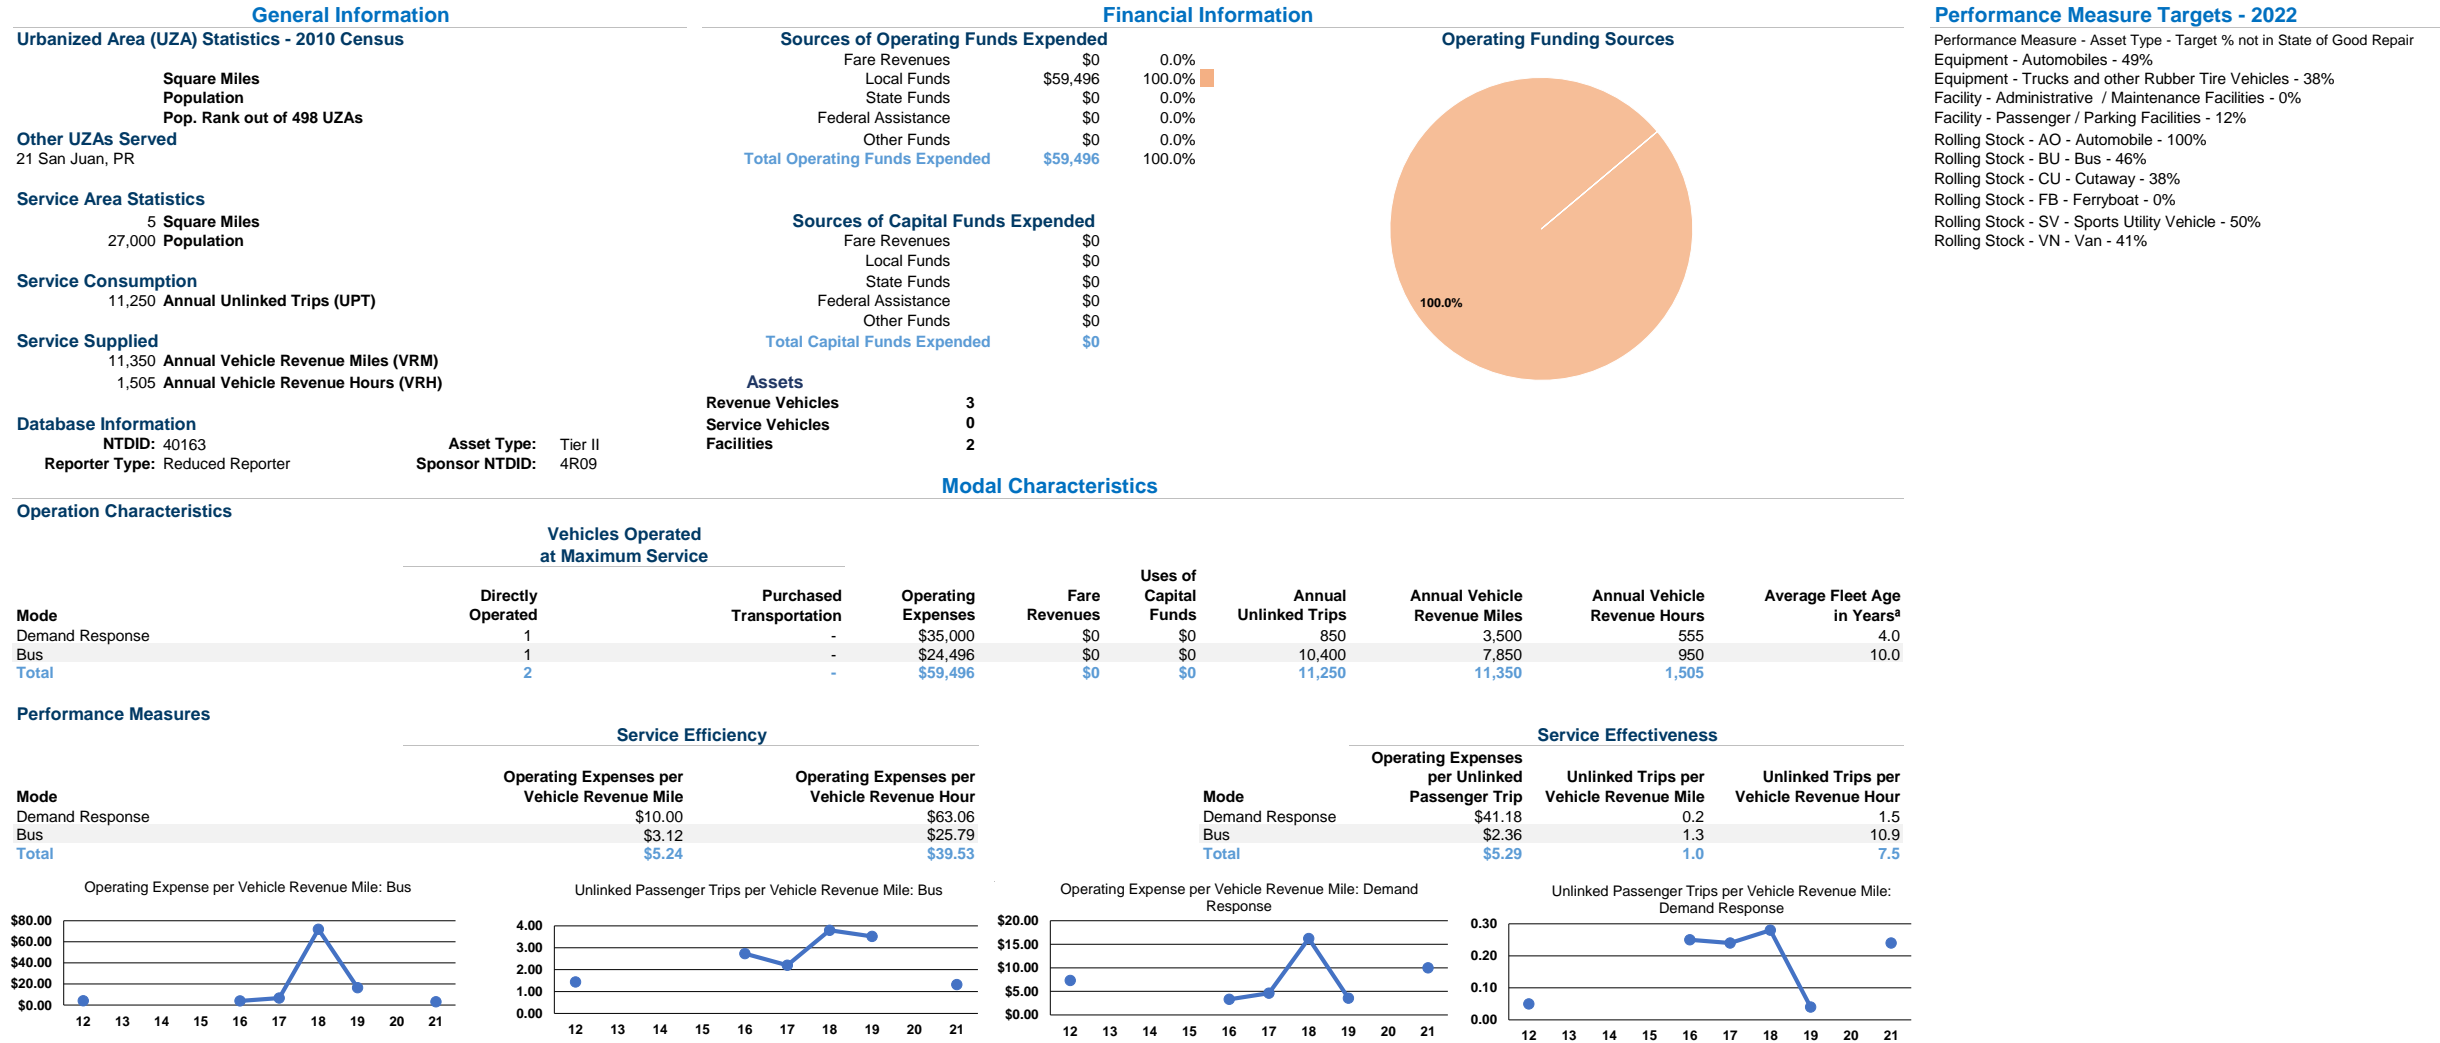 General Information
Urbanized Area (UZA) Statistics - 2010 Census
Square Miles
Population
Pop. Rank out of 498 UZAs
Other UZAs Served
21 San Juan, PR
Service Area Statistics
5 Square Miles
27,000 Population
Service Consumption
11,250 Annual Unlinked Trips (UPT)
Service Supplied
11,350 Annual Vehicle Revenue Miles (VRM)
1,505 Annual Vehicle Revenue Hours (VRH)
Database Information
NTDID: 40163 Asset Type: Tier II
Reporter Type: Reduced Reporter Sponsor NTDID: 4R09
Financial Information
Sources of Operating Funds Expended
Fare Revenues $0 0.0%
Local Funds $59,496 100.0%
State Funds $0 0.0%
Federal Assistance $0 0.0%
Other Funds $0 0.0%
Total Operating Funds Expended $59,496 100.0%
Sources of Capital Funds Expended
Fare Revenues $0
Local Funds $0
State Funds $0
Federal Assistance $0
Other Funds $0
Total Capital Funds Expended $0
Assets
Revenue Vehicles 3
Service Vehicles 0
Facilities 2
Operating Funding Sources
100.0%
Performance Measure Targets - 2022
Performance Measure - Asset Type - Target % not in State of Good Repair
Equipment - Automobiles - 49%
Equipment - Trucks and other Rubber Tire Vehicles - 38%
Facility - Administrative / Maintenance Facilities - 0%
Facility - Passenger / Parking Facilities - 12%
Rolling Stock - AO - Automobile - 100%
Rolling Stock - BU - Bus - 46%
Rolling Stock - CU - Cutaway - 38%
Rolling Stock - FB - Ferryboat - 0%
Rolling Stock - SV - Sports Utility Vehicle - 50%
Rolling Stock - VN - Van - 41%
Modal Characteristics
Operation Characteristics
Vehicles Operated
at Maximum Service
Uses of
Directly Purchased Operating Fare Capital Annual Annual Vehicle Annual Vehicle Average Fleet Age
Mode Operated Transportation Expenses Revenues Funds Unlinked Trips Revenue Miles Revenue Hours in Yearsª
Demand Response 1 - $35,000 $0 $0 850 3,500 555 4.0
Bus 1 - $24,496 $0 $0 10,400 7,850 950 10.0
Total 2 - $59,496 $0 $0 11,250 11,350 1,505
Performance Measures
Service Efficiency
Operating Expenses per Operating Expenses per
Mode Vehicle Revenue Mile Vehicle Revenue Hour
Demand Response $10.00 $63.06
Bus $3.12 $25.79
Total $5.24 $39.53
Service Effectiveness
Operating Expenses
per Unlinked Unlinked Trips per Unlinked Trips per
Mode Passenger Trip Vehicle Revenue Mile Vehicle Revenue Hour
Demand Response $41.18 0.2 1.5
Bus $2.36 1.3 10.9
Total $5.29 1.0 7.5
Operating Expense per Vehicle Revenue Mile: Bus
$80.00
$60.00
$40.00
$20.00
$0.00
12 13 14 15 16 17 18 19 20 21
Unlinked Passenger Trips per Vehicle Revenue Mile: Bus
4.00
3.00
2.00
1.00
0.00
12 13 14 15 16 17 18 19 20 21
Operating Expense per Vehicle Revenue Mile: Demand
Response
$20.00
$15.00
$10.00
$5.00
$0.00
12 13 14 15 16 17 18 19 20 21
Unlinked Passenger Trips per Vehicle Revenue Mile:
Demand Response
0.30
0.20
0.10
0.00
12 13 14 15 16 17 18 19 20 21